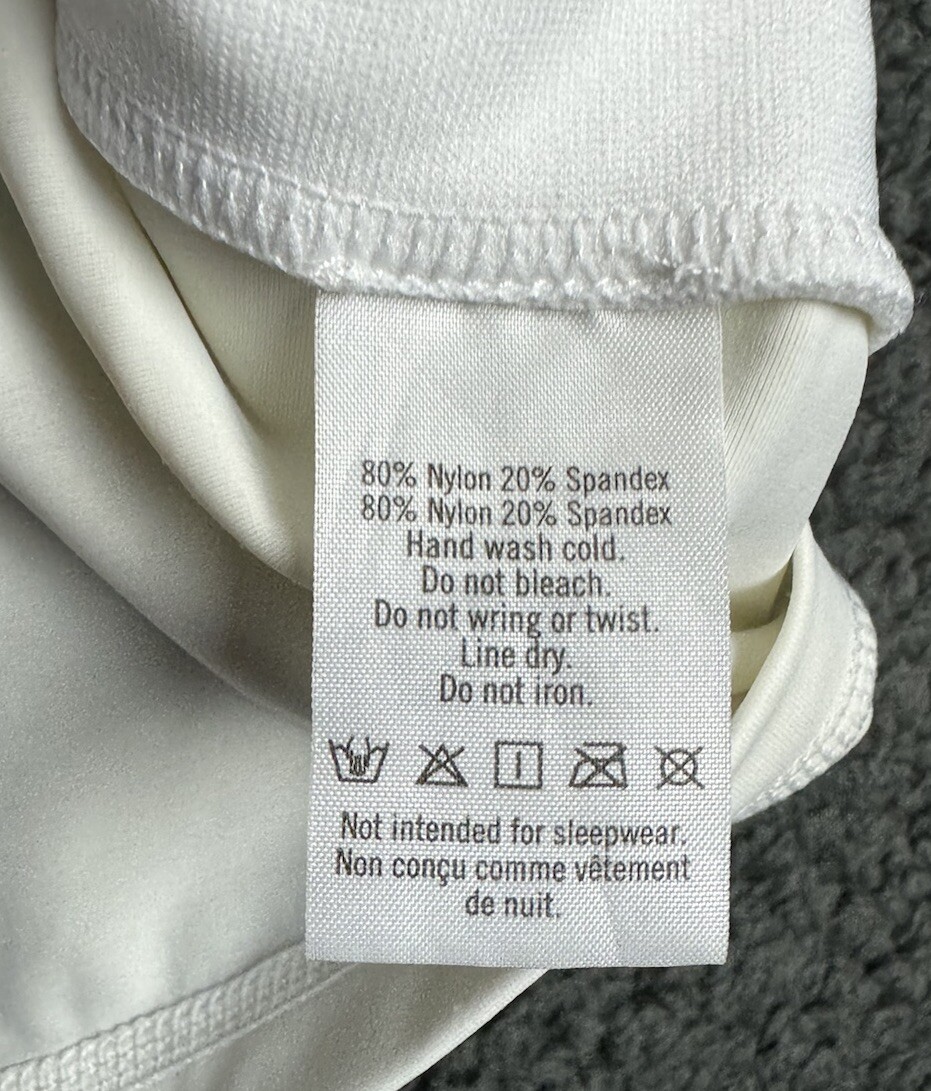 80% Nylon 20% Spandex
80% Nylon 20% Spandex
Hand wash cold.
Do not bleach.
Do not wring or twist.
Line dry.
Do not iron.
Not intended for sleepwear.
Non conçu comme vêtement
de nuit.